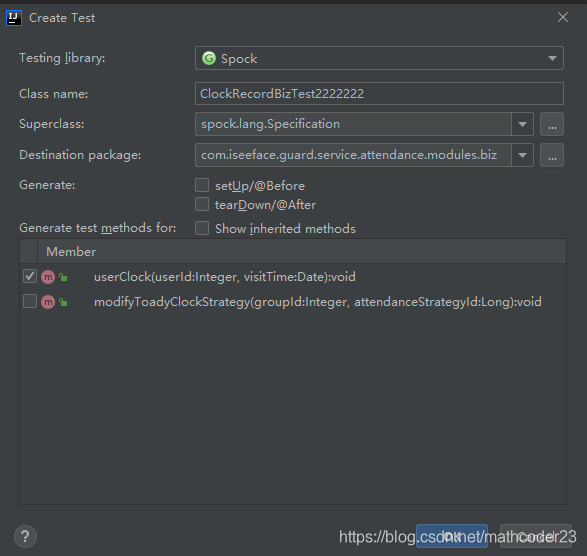 Create Test
Testing library: Spock
Class name: ClockRecordBizTest2222222
Superclass: spock.lang.Specification ...
Destination package: com.iseeface.guard.service.attendance.modules.biz ...
Generate: setUp/@Before
tearDown/@After
Generate test methods for: Show inherited methods
Member
m userClock(userId:Integer, visitTime:Date):void
m modifyToadyClockStrategy(groupId:Integer, attendanceStrategyId:Long):void
? OK Cancel
https://blog.csdn.net/mathcoder23